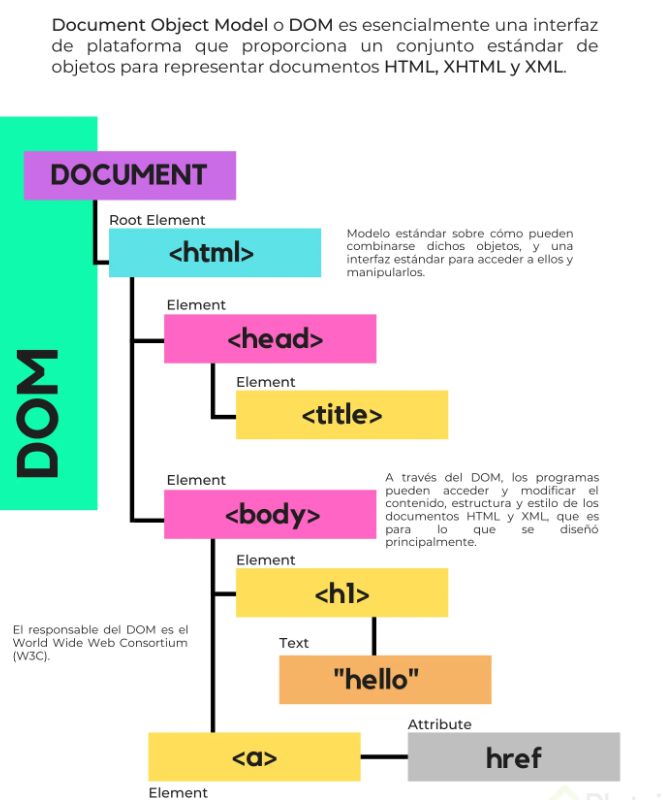 Document Object Model o DOM es esencialmente una interfaz
de plataforma que proporciona un conjunto estándar de
objetos para representar documentos HTML, XHTML y XML.
DOM
DOCUMENT
Root Element
<html>
Modelo estándar sobre cómo pueden
combinarse dichos objetos, y una
interfaz estándar para acceder a ellos y
manipularlos.
Element
<head>
Element
<title>
Element
<body>
A través del DOM, los programas
pueden acceder y modificar el
contenido, estructura y estilo de los
documentos HTML y XML, que es
para lo que se diseñó
principalmente.
Element
<h1>
El responsable del DOM es el
World Wide Web Consortium
(W3C).
Text
"hello"
Attribute
<a>
href
Element